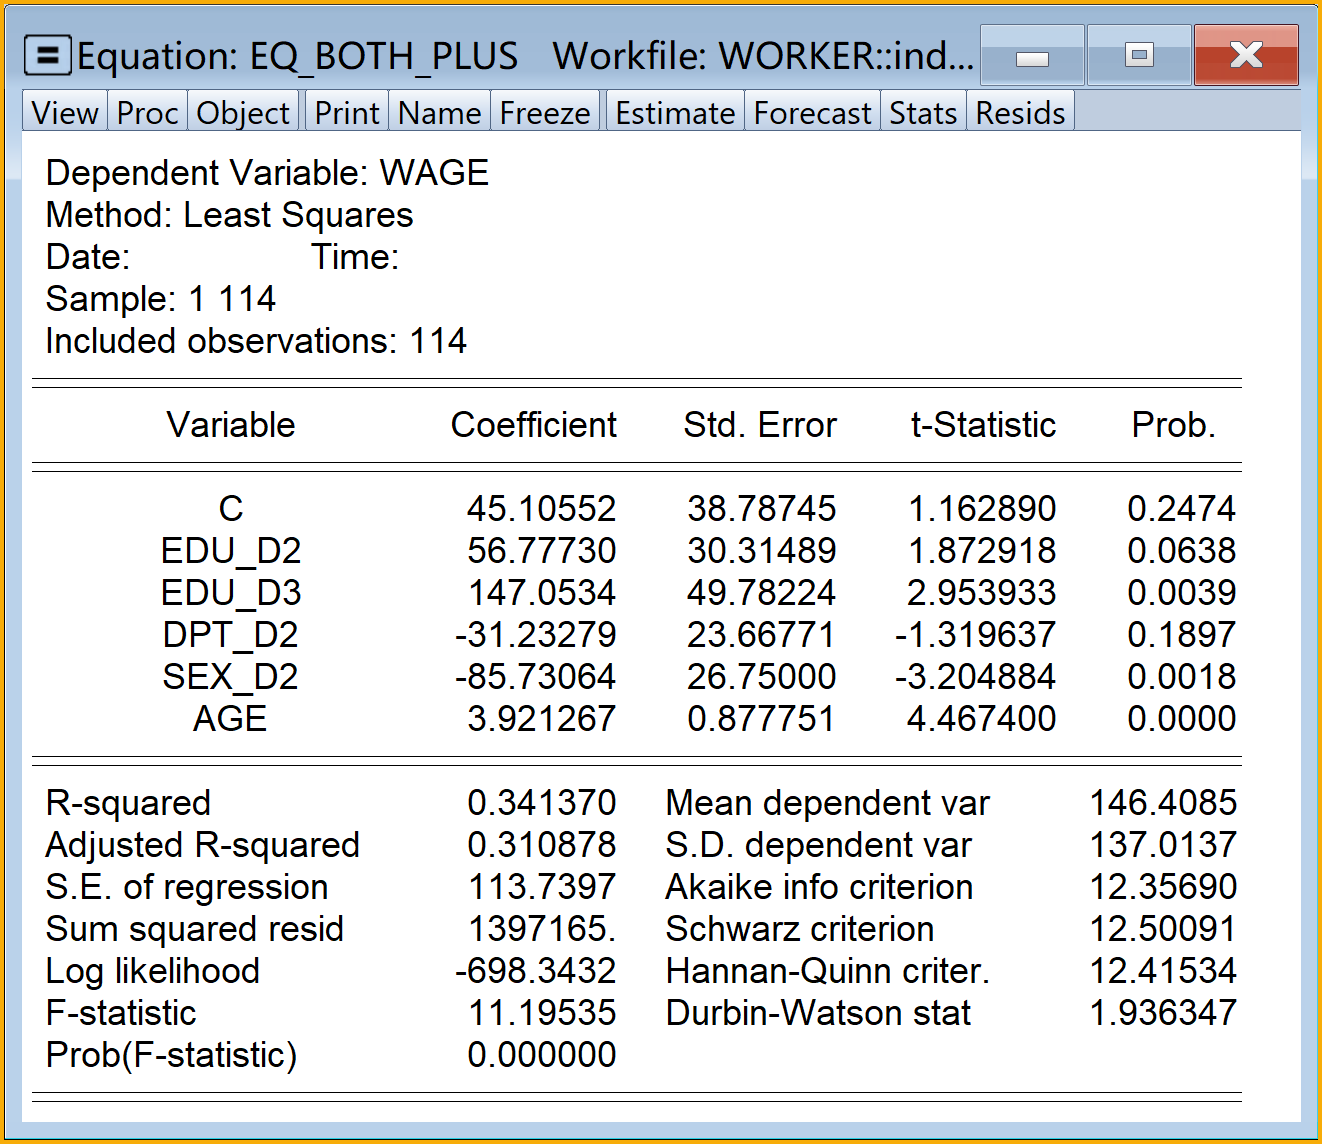 Equation: EQ_BOTH_PLUS Workfile: WORKER::ind...
View Proc Object Print Name Freeze Estimate Forecast Stats Resids
Dependent Variable: WAGE
Method: Least Squares
Date: Time:
Sample: 1 114
Included observations: 114
Variable Coefficient Std. Error t-Statistic Prob.
C 45.10552 38.78745 1.162890 0.2474
EDU_D2 56.77730 30.31489 1.872918 0.0638
EDU_D3 147.0534 49.78224 2.953933 0.0039
DPT_D2 -31.23279 23.66771 -1.319637 0.1897
SEX_D2 -85.73064 26.75000 -3.204884 0.0018
AGE 3.921267 0.877751 4.467400 0.0000
R-squared 0.341370 Mean dependent var 146.4085
Adjusted R-squared 0.310878 S.D. dependent var 137.0137
S.E. of regression 113.7397 Akaike info criterion 12.35690
Sum squared resid 1397165. Schwarz criterion 12.50091
Log likelihood -698.3432 Hannan-Quinn criter. 12.41534
F-statistic 11.19535 Durbin-Watson stat 1.936347
Prob(F-statistic) 0.000000